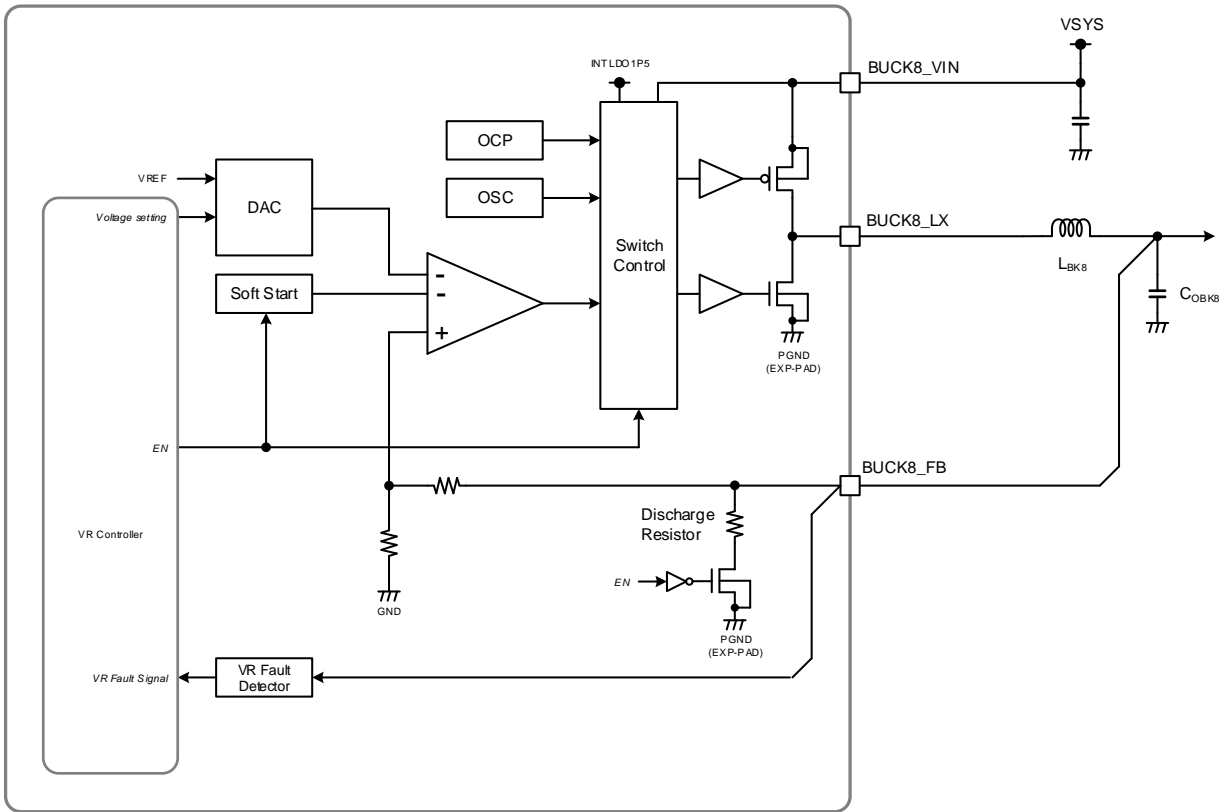 VSYS
INTLDO1P5
BUCK8_VIN
OCP
VREF
DAC
OSC
Voltage setting
BUCK8_LX
Switch
Control
LBK8
Soft Start
COBK8
-
-
+
PGND
(EXP-PAD)
EN
BUCK8_FB
Discharge
Resistor
VR Controller
EN
GND
PGND
(EXP-PAD)
VR Fault Signal
VR Fault
Detector